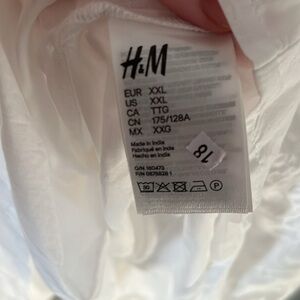 H&M
EUR XXL
US XXL
CA TTG
CN 175/128A
MX XXG
Made in India
Fabriqué en Inde
Hecho en India
18
O/N 160473